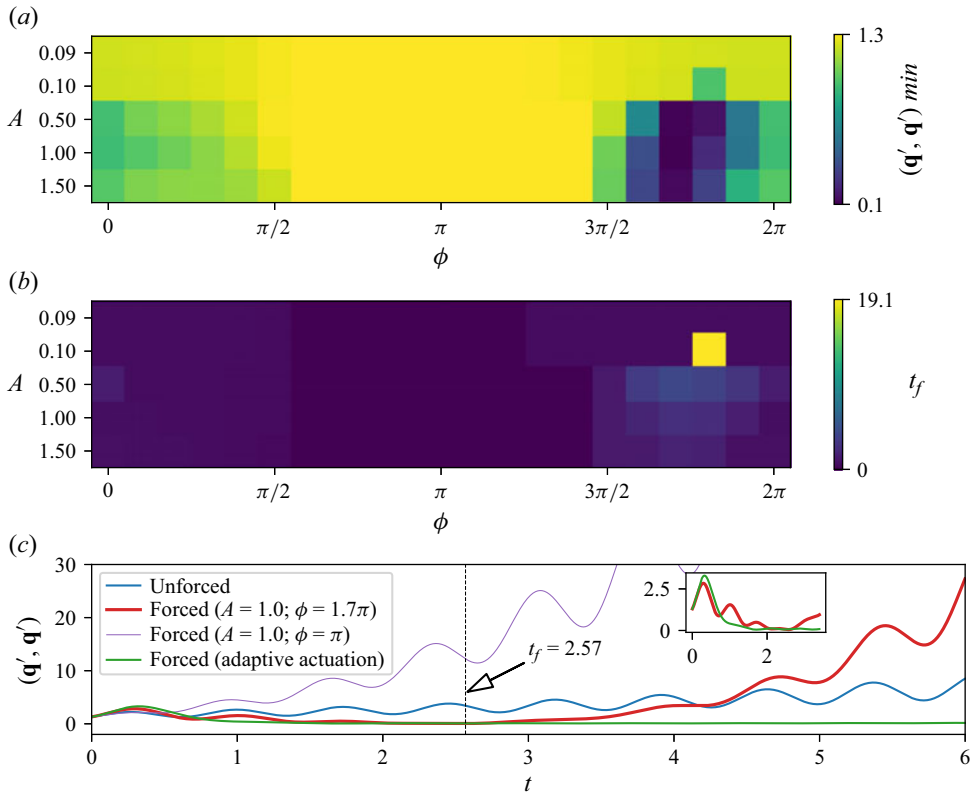 (a)
0.09
0.10
A
0.50
1.00
1.50
0
π/2
π
3π/2
2π
ϕ
1.3
(q′, q′) min
0.1
(b)
0.09
0.10
A
0.50
1.00
1.50
0
π/2
π
3π/2
2π
ϕ
19.1
t_f
0
(c)
30
20
10
0
(q′, q′)
Unforced
Forced (A = 1.0; ϕ = 1.7π)
Forced (A = 1.0; ϕ = π)
Forced (adaptive actuation)
t_f = 2.57
2.5
0
0
2
0
1
2
3
4
5
6
t